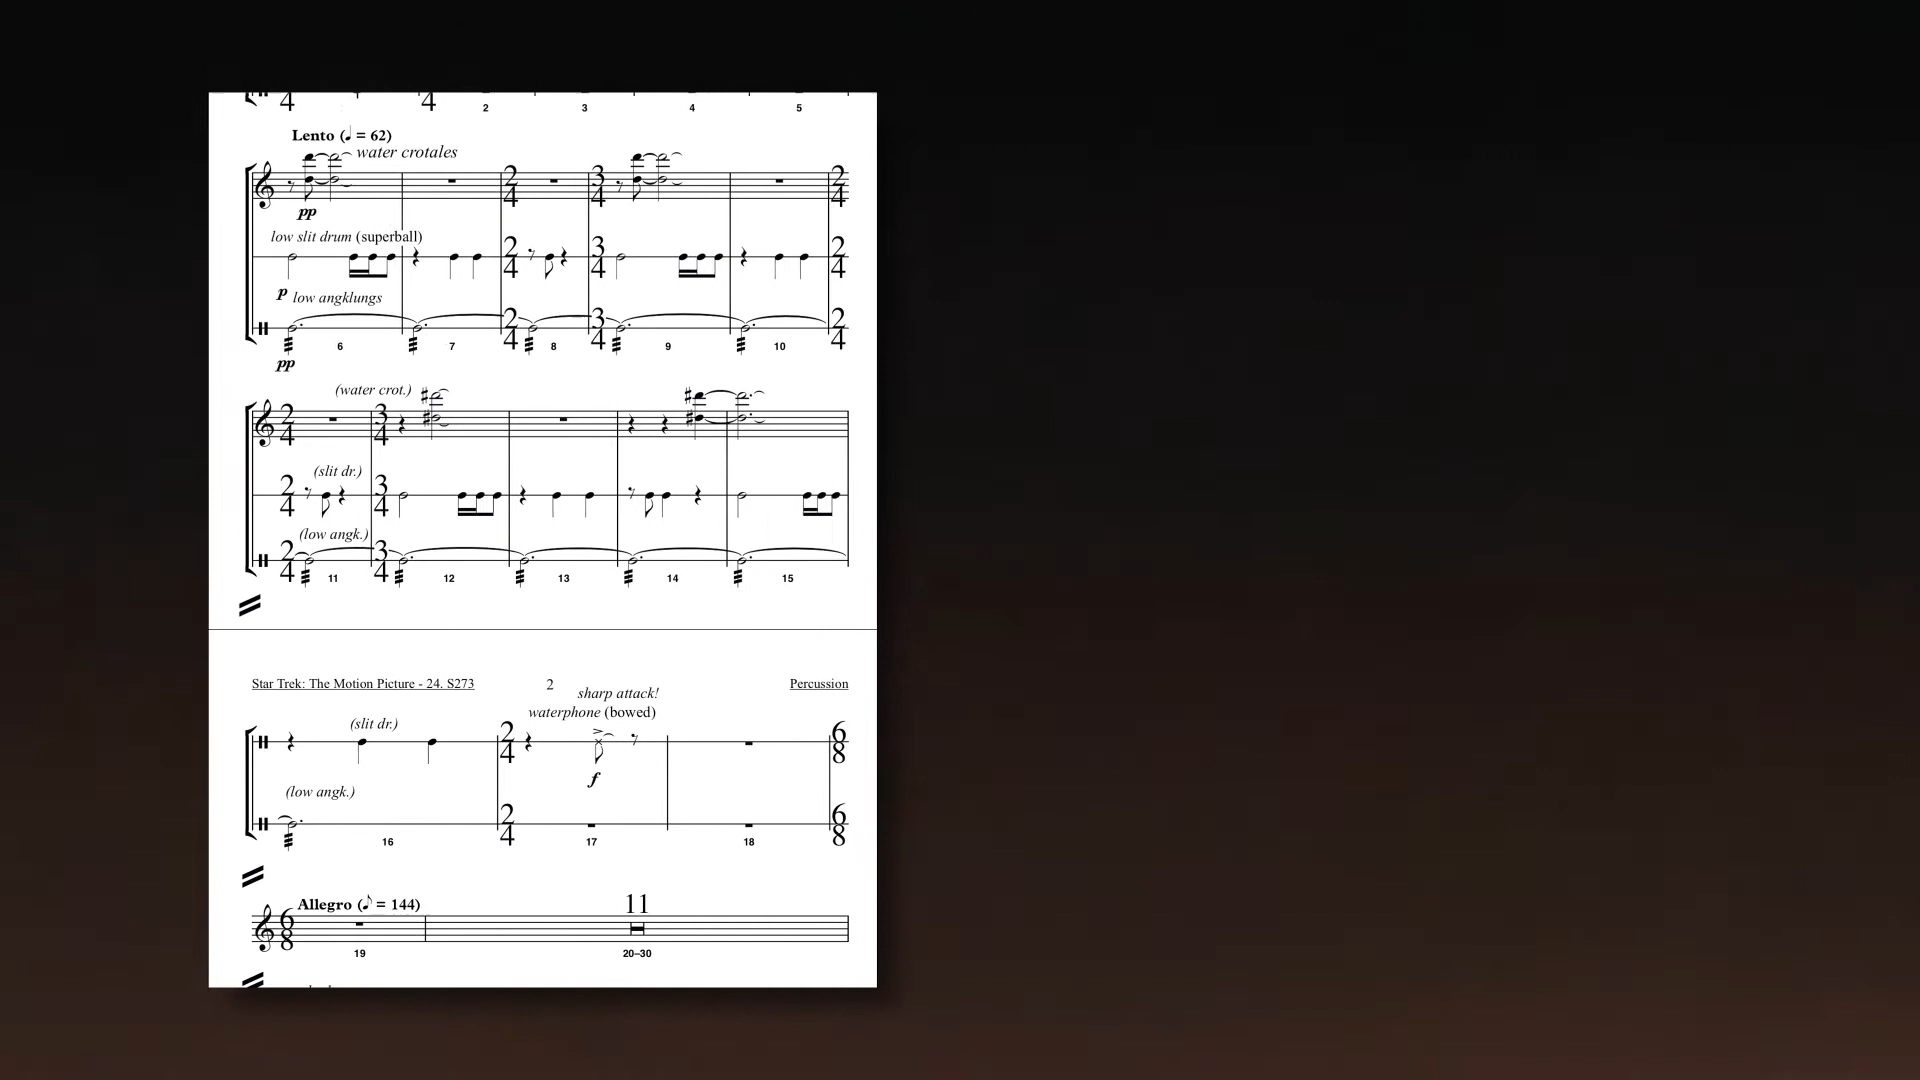 4 4 2 3 4 5
Lento (♩ = 62)
water crotales
2 4 3 4 2 4
pp
low slit drum (superball)
2 4 3 4 2 4
p low angklungs
2 4 3 4 2 4
6 7 8 9 10
pp
(water crot.)
2 4 3 4
(slit dr.)
2 4 3 4
(low angk.)
2 4 3 4
11 12 13 14 15
Star Trek: The Motion Picture - 24. S273 2 Percussion
sharp attack!
waterphone (bowed)
(slit dr.)
2 4 6 8
f
(low angk.)
2 4 6 8
16 17 18
Allegro (♪ = 144) 11
6 8
19 20–30